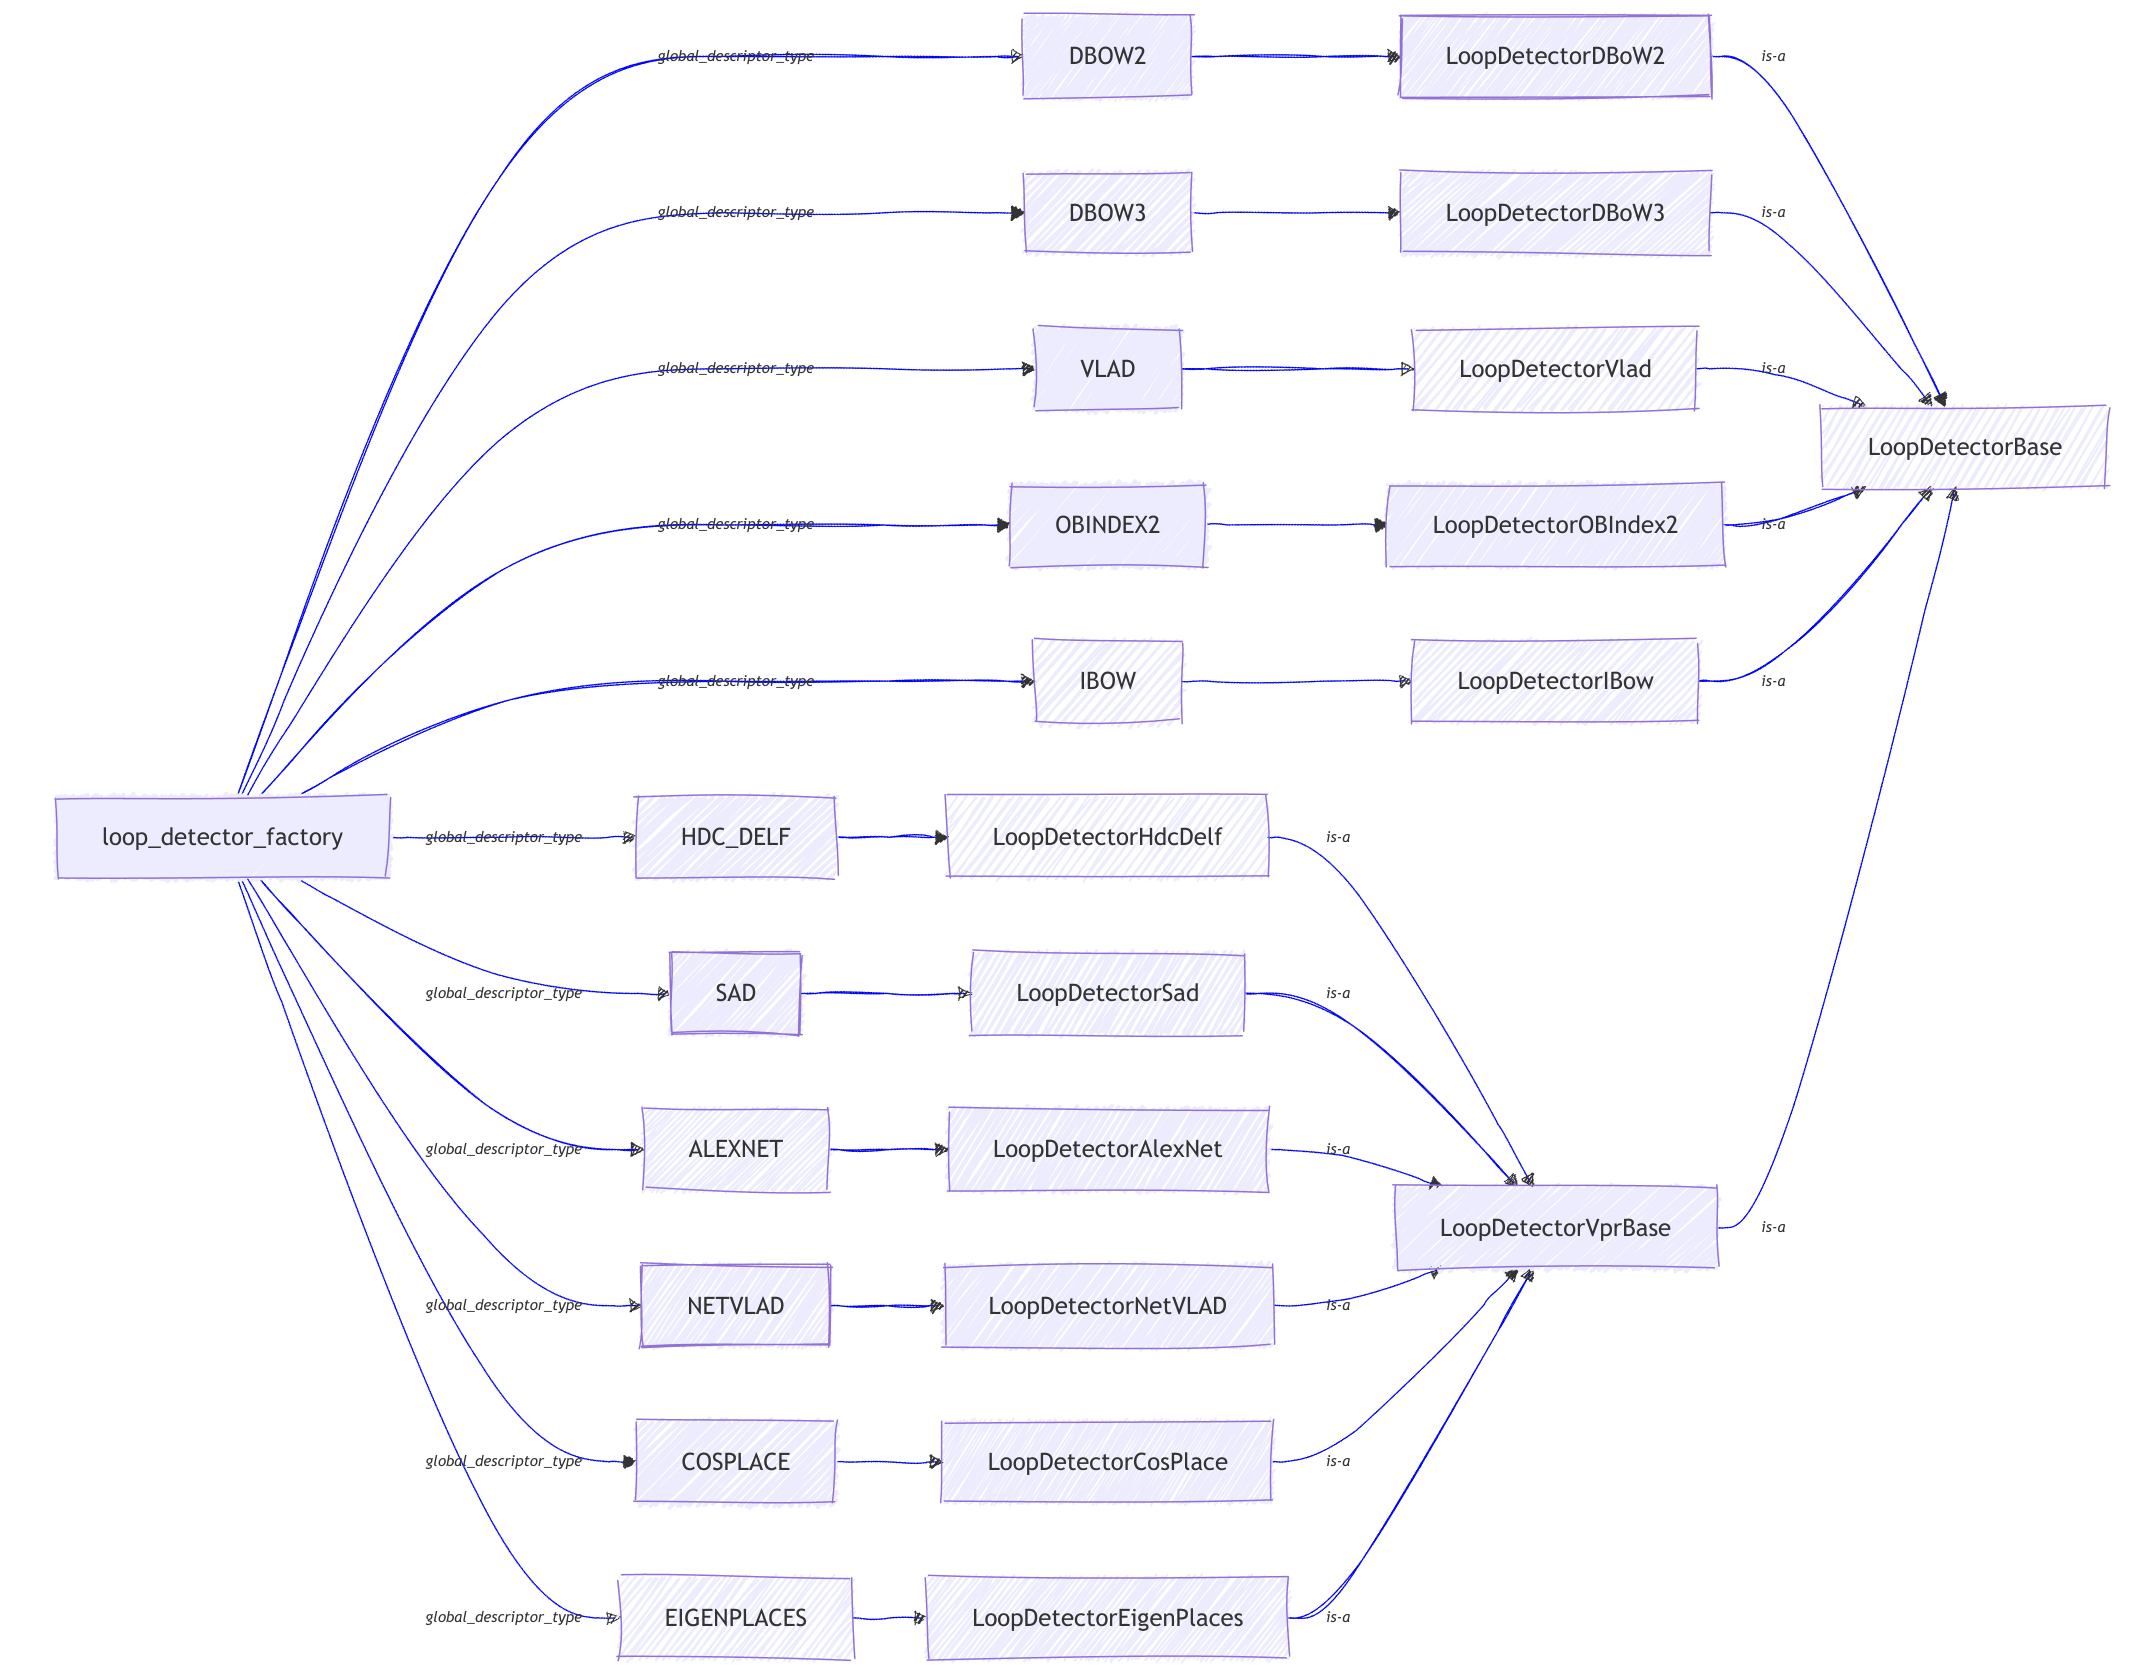 global_descriptor_type
DBOW2
LoopDetectorDBoW2
is-a
global_descriptor_type
DBOW3
LoopDetectorDBoW3
is-a
global_descriptor_type
VLAD
LoopDetectorVlad
is-a
LoopDetectorBase
global_descriptor_type
OBINDEX2
LoopDetectorOBIndex2
is-a
global_descriptor_type
IBOW
LoopDetectorIBow
is-a
loop_detector_factory
global_descriptor_type
HDC_DELF
LoopDetectorHdcDelf
is-a
global_descriptor_type
SAD
LoopDetectorSad
is-a
global_descriptor_type
ALEXNET
LoopDetectorAlexNet
is-a
LoopDetectorVprBase
is-a
global_descriptor_type
NETVLAD
LoopDetectorNetVLAD
is-a
global_descriptor_type
COSPLACE
LoopDetectorCosPlace
is-a
global_descriptor_type
EIGENPLACES
LoopDetectorEigenPlaces
is-a